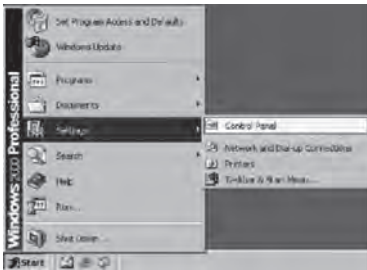 Set Program Access and Defaults
Windows Update
Programs
Documents
Settings
Control Panel
Network and Dial-up Connections
Printers
Taskbar & Start Menu...
Search
Help
Run...
Shut Down...
Windows 2000 Professional
Start